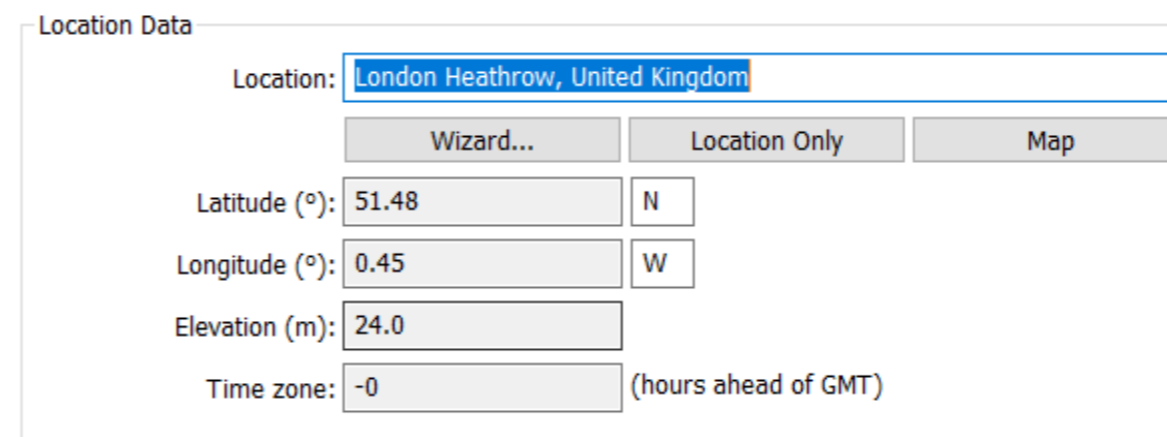 Location Data
Location: London Heathrow, United Kingdom
Wizard... Location Only Map
Latitude (°): 51.48 N
Longitude (°): 0.45 W
Elevation (m): 24.0
Time zone: -0 (hours ahead of GMT)